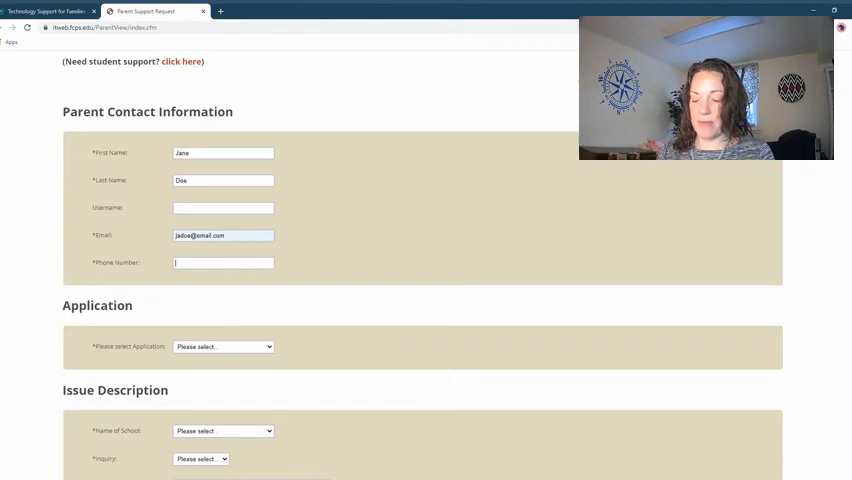 Technology Support for Families
Parent Support Request
itweb.fcps.edu/ParentView/index.cfm
Apps
(Need student support? click here)
Parent Contact Information
*First Name: Jane
*Last Name: Doe
Username:
*Email: jadoe@email.com
*Phone Number:
Application
*Please select Application: Please select...
Issue Description
*Name of School: Please select...
*Inquiry: Please select...